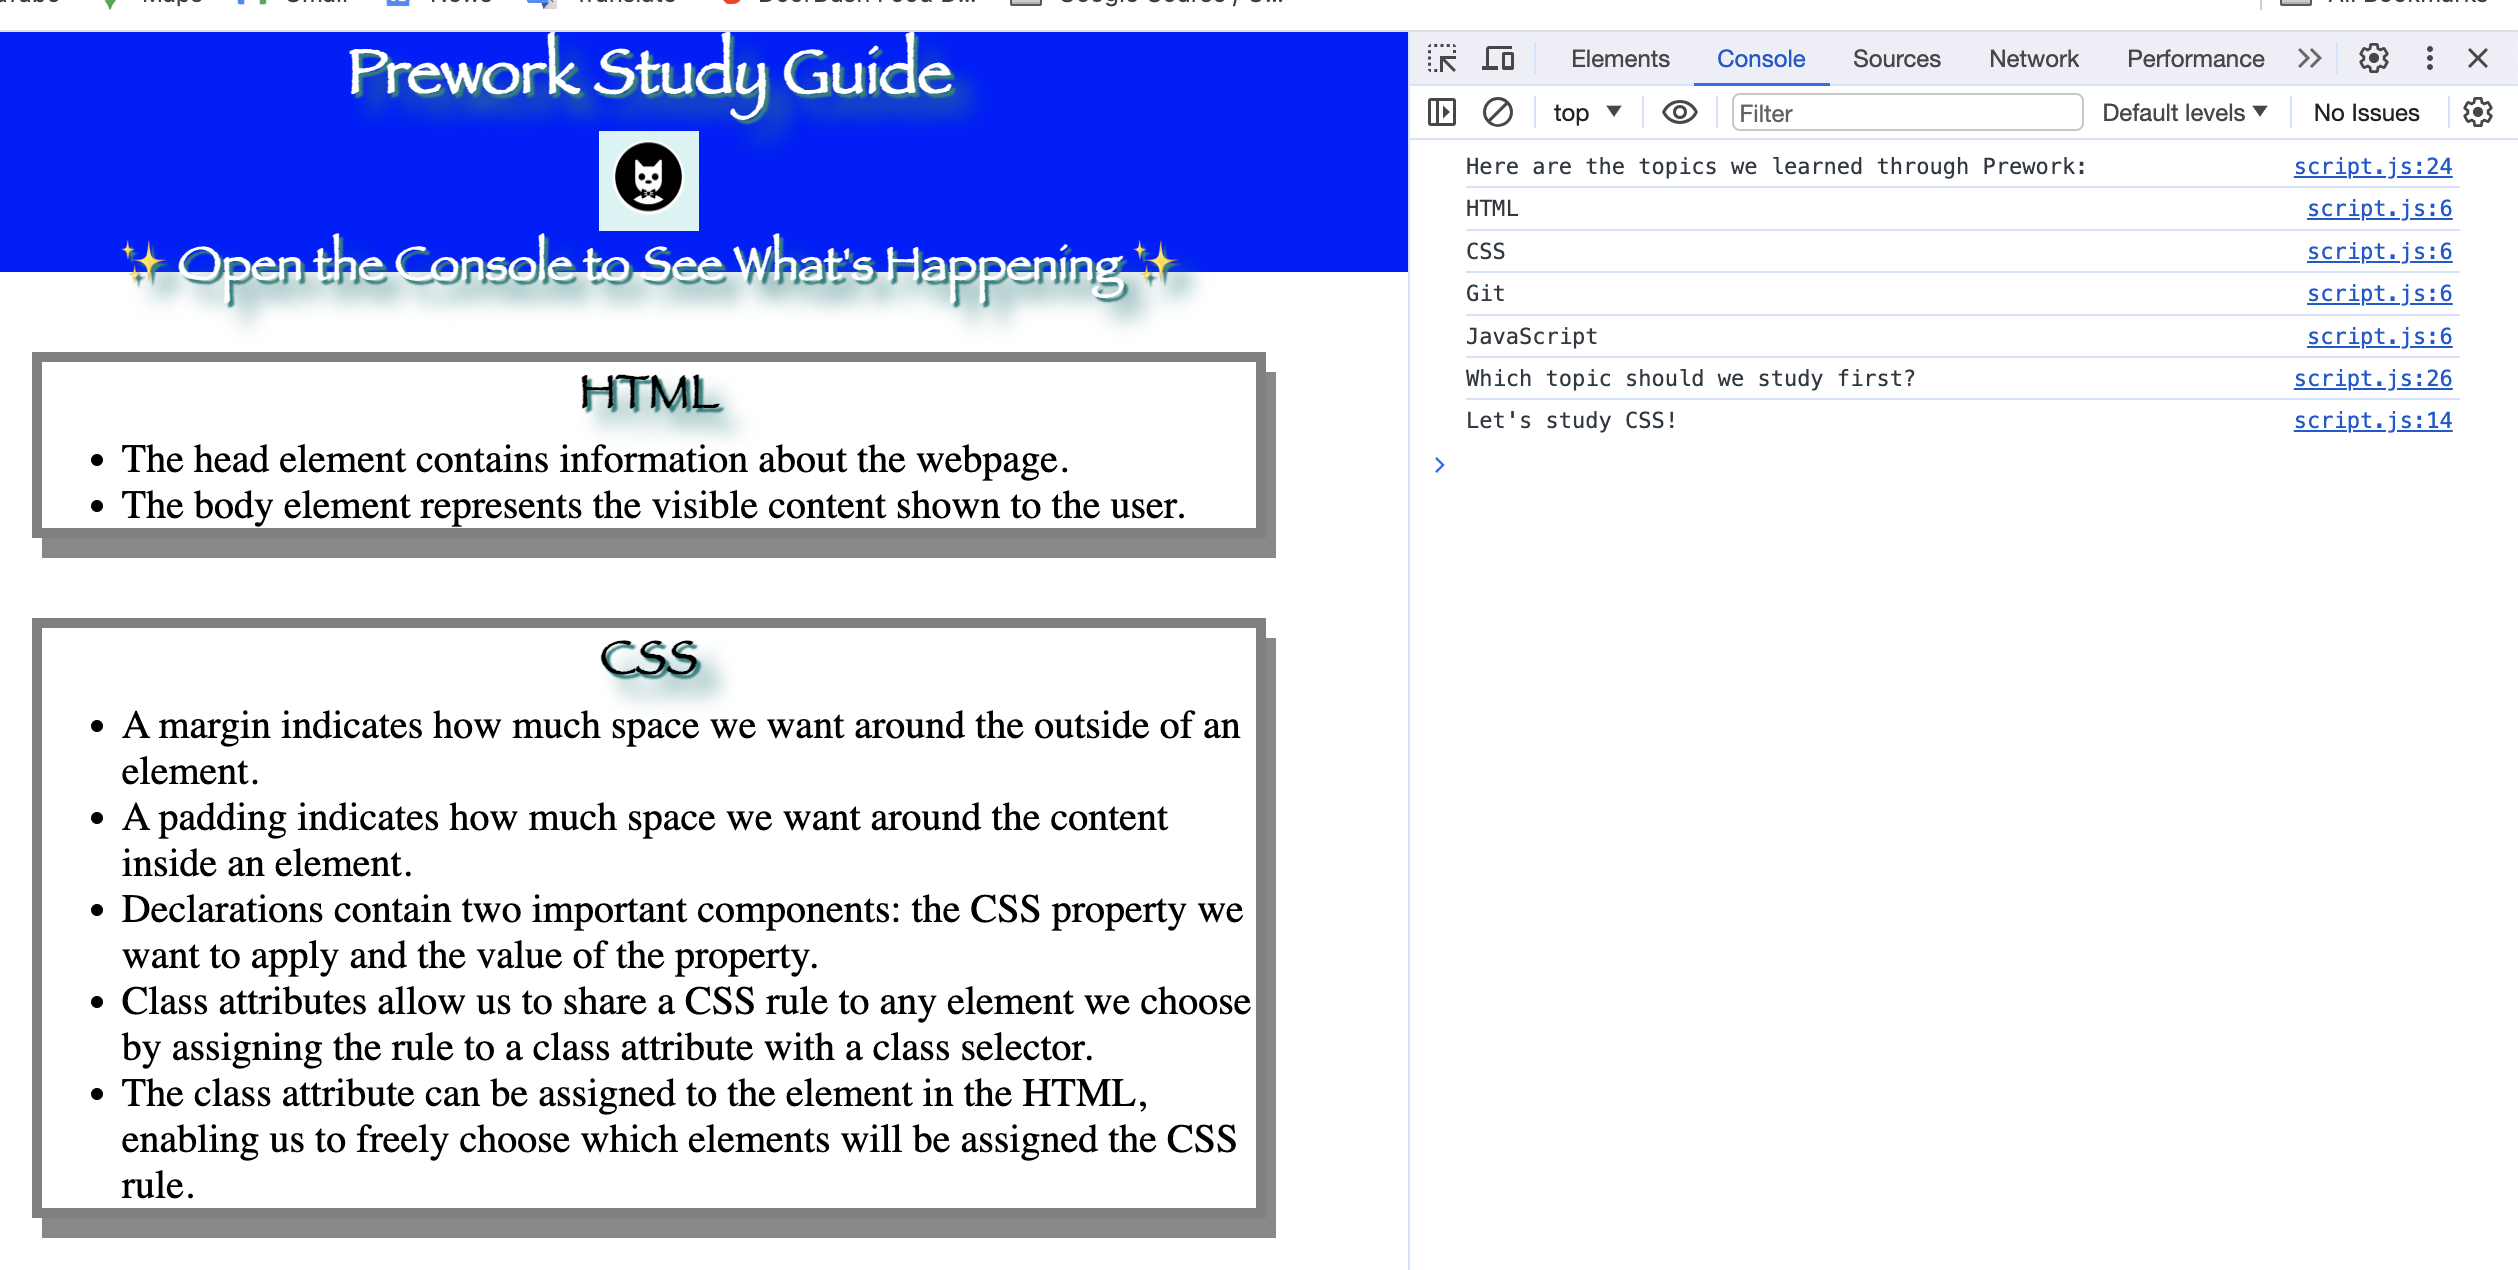 Prework Study Guide
✨ Open the Console to See What's Happening ✨
HTML
• The head element contains information about the webpage.
• The body element represents the visible content shown to the user.
CSS
• A margin indicates how much space we want around the outside of an
element.
• A padding indicates how much space we want around the content
inside an element.
• Declarations contain two important components: the CSS property we
want to apply and the value of the property.
• Class attributes allow us to share a CSS rule to any element we choose
by assigning the rule to a class attribute with a class selector.
• The class attribute can be assigned to the element in the HTML,
enabling us to freely choose which elements will be assigned the CSS
rule.
Elements Console Sources Network Performance
top Filter Default levels No Issues
Here are the topics we learned through Prework: script.js:24
HTML script.js:6
CSS script.js:6
Git script.js:6
JavaScript script.js:6
Which topic should we study first? script.js:26
Let's study CSS! script.js:14